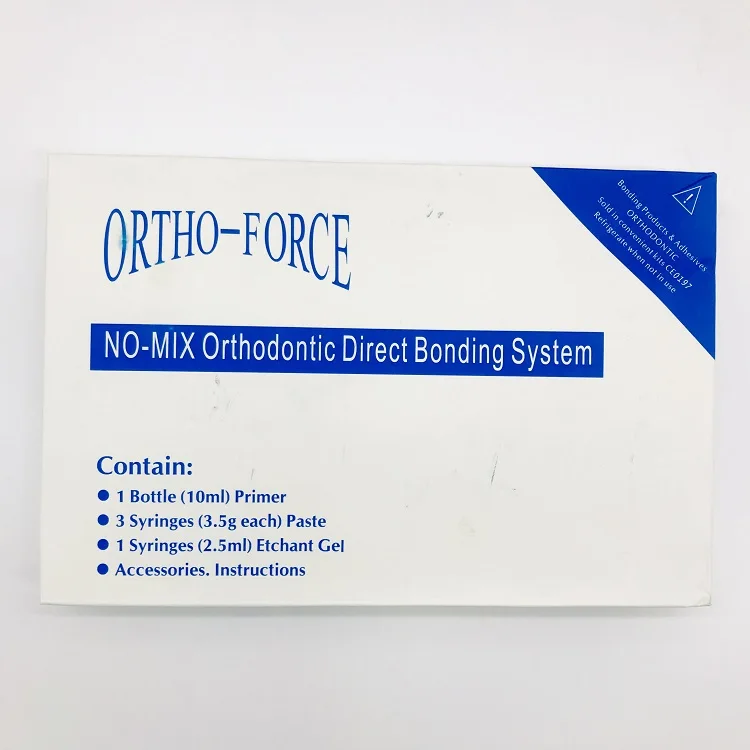 ORTHO-FORCE
Bonding Products & Adhesives
ORTHODONTIC
Sold in convenient kits CE0197
Refrigerate when not in use
NO-MIX Orthodontic Direct Bonding System
Contain:
● 1 Bottle (10ml) Primer
● 3 Syringes (3.5g each) Paste
● 1 Syringes (2.5ml) Etchant Gel
● Accessories. Instructions